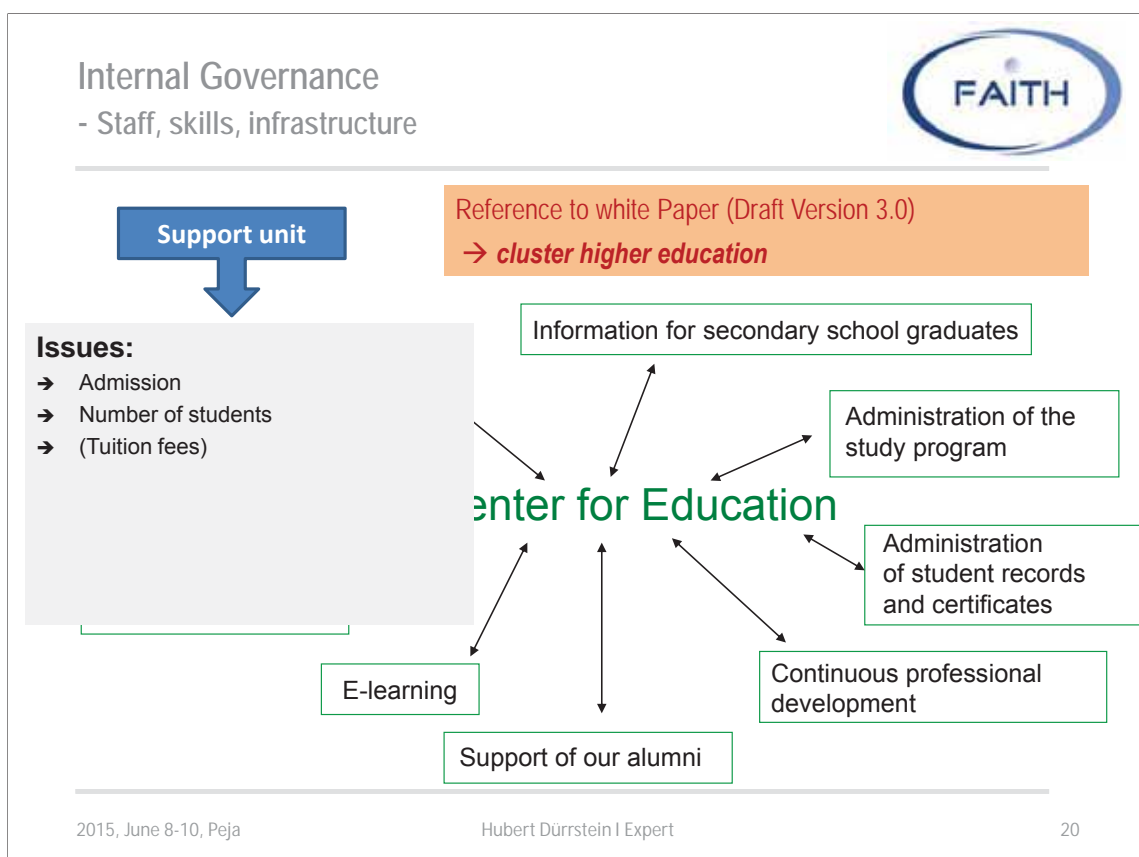 Internal Governance
- Staff, skills, infrastructure
FAITH
Support unit
Reference to white Paper (Draft Version 3.0)
→ cluster higher education
Issues:
➔ Admission
➔ Number of students
➔ (Tuition fees)
Information for secondary school graduates
Administration of the
study program
enter for Education
Administration
of student records
and certificates
Continuous professional
development
E-learning
Support of our alumni
2015, June 8-10, Peja
Hubert Dürrstein I Expert
20